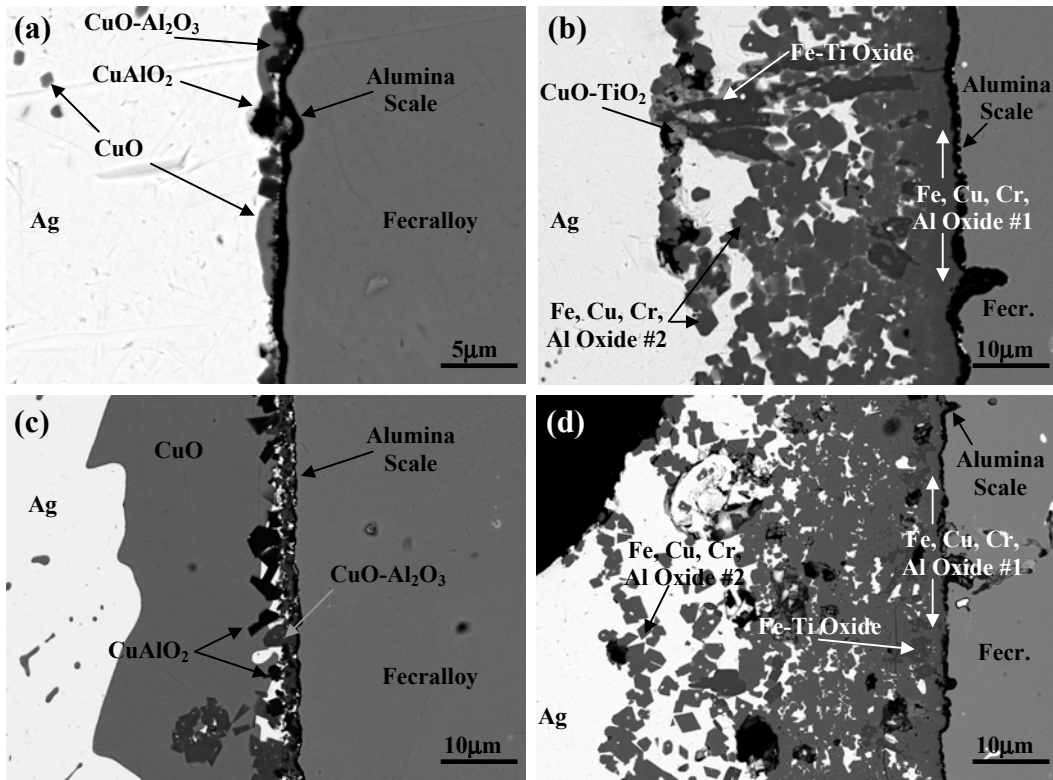 (a)
CuO-Al₂O₃
CuAlO₂
CuO
Ag
Alumina
Scale
Fecralloy
5μm
(b)
Fe-Ti Oxide
CuO-TiO₂
Alumina
Scale
Fe, Cu, Cr,
Al Oxide #1
Ag
Fe, Cu, Cr,
Al Oxide #2
Fecr.
10μm
(c)
CuO
Ag
Alumina
Scale
CuO-Al₂O₃
CuAlO₂
Fecralloy
10μm
(d)
Alumina
Scale
Fe, Cu, Cr,
Al Oxide #2
Fe, Cu, Cr,
Al Oxide #1
Fe-Ti Oxide
Fecr.
Ag
10μm